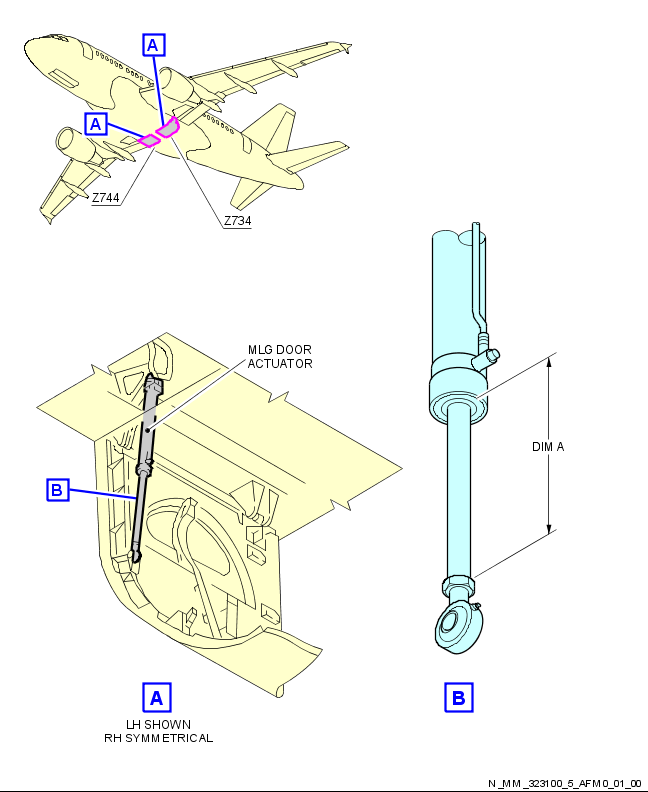 A
A
Z744
Z734
MLG DOOR
ACTUATOR
DIM A
B
A
B
LH SHOWN
RH SYMMETRICAL
N_MM_323100_5_AFM0_01_00